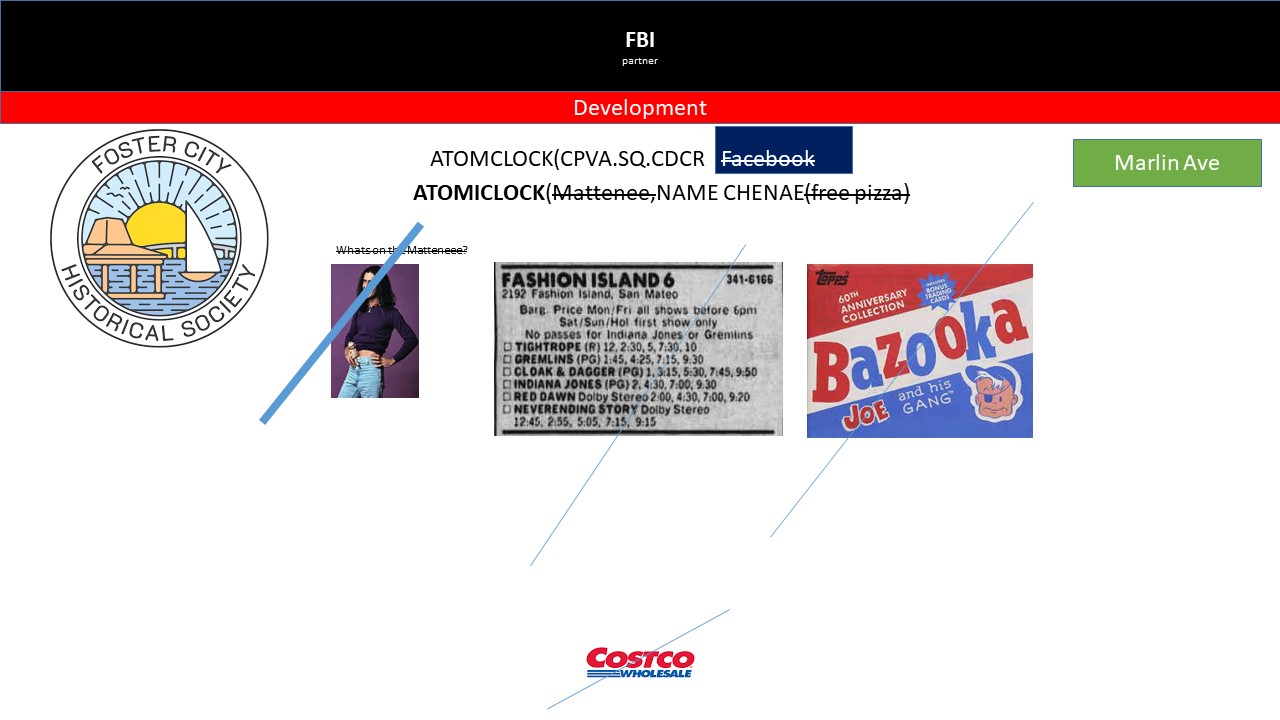 FBI
partner
Development
FOSTER CITY
HISTORICAL SOCIETY
ATOMCLOCK(CPVA.SQ.CDCR
Facebook
ATOMICLOCK(Mattenee,NAME CHENAE(free pizza)
Marlin Ave
Whats on the Matteneee?
FASHION ISLAND 6 341-6166
2192 Fashion Island, San Mateo
Barg. Price Mon/Fri all shows before 6pm
Sat/Sun/Hol first show only
No passes for Indiana Jones or Gremlins
TIGHTROPE (R) 12, 2:30, 5, 7:30, 10
GREMLINS (PG) 1:45, 4:25, 7:15, 9:30
CLOAK & DAGGER (PG) 1, 3:15, 5:30, 7:45, 9:50
INDIANA JONES (PG) 2, 4:30, 7:00, 9:30
RED DAWN Dolby Stereo 2:00, 4:30, 7:00, 9:20
NEVERENDING STORY Dolby Stereo
12:45, 2:55, 5:05, 7:15, 9:15
Topps
60TH
ANNIVERSARY
COLLECTION
INCLUDES
BONUS
TRADING
CARDS
Bazooka
JOE and his
GANG™
COSTCO
WHOLESALE